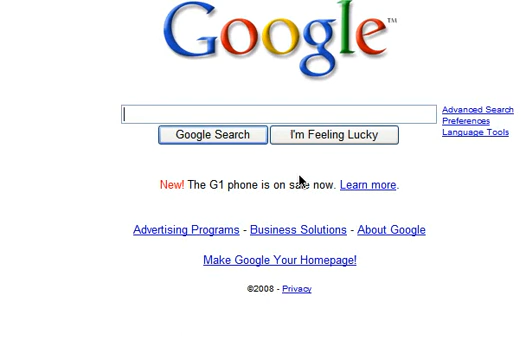 Google™
Advanced Search
Preferences
Language Tools
Google Search I'm Feeling Lucky
New! The G1 phone is on sale now. Learn more.
Advertising Programs - Business Solutions - About Google
Make Google Your Homepage!
©2008 - Privacy